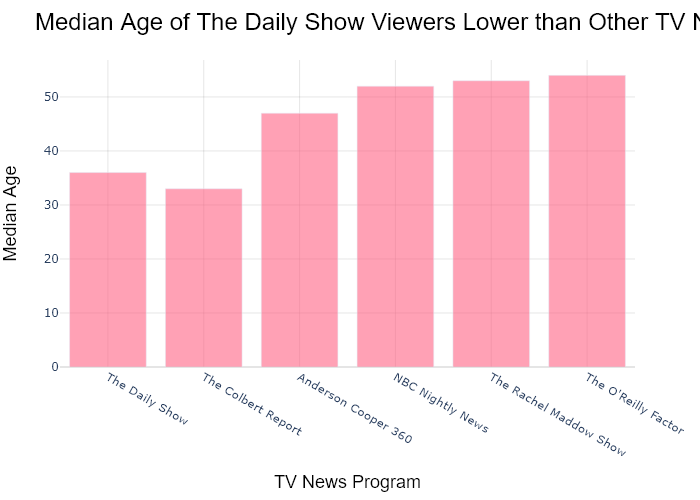 Median Age of The Daily Show Viewers Lower than Other TV
Median Age
50
40
30
20
10
0
The Daily Show
The Colbert Report
Anderson Cooper 360
NBC Nightly News
The Rachel Maddow Show
The O'Reilly Factor
TV News Program